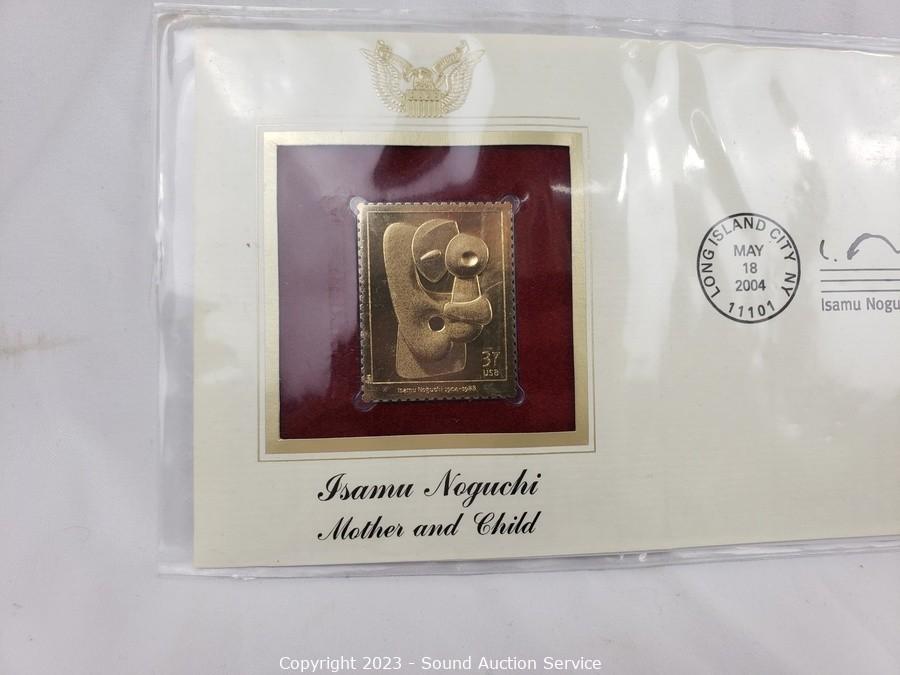 37
USA
Isamu Noguchi 1904-1988
Isamu Noguchi
Mother and Child
LONG ISLAND CITY NY
MAY
18
2004
11101
Isamu Nogu
Copyright 2023 - Sound Auction Service